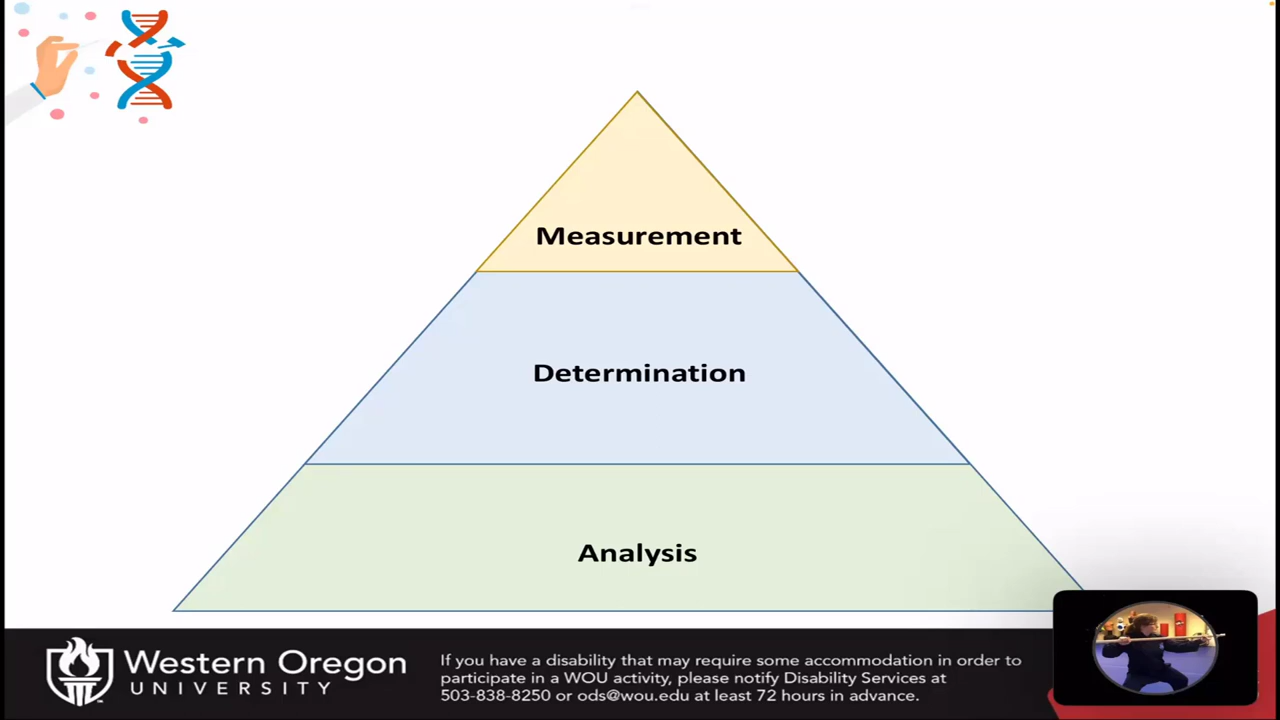 Measurement
Determination
Analysis
Western Oregon
UNIVERSITY
If you have a disability that may require some accommodation in order to
participate in a WOU activity, please notify Disability Services at
503-838-8250 or ods@wou.edu at least 72 hours in advance.